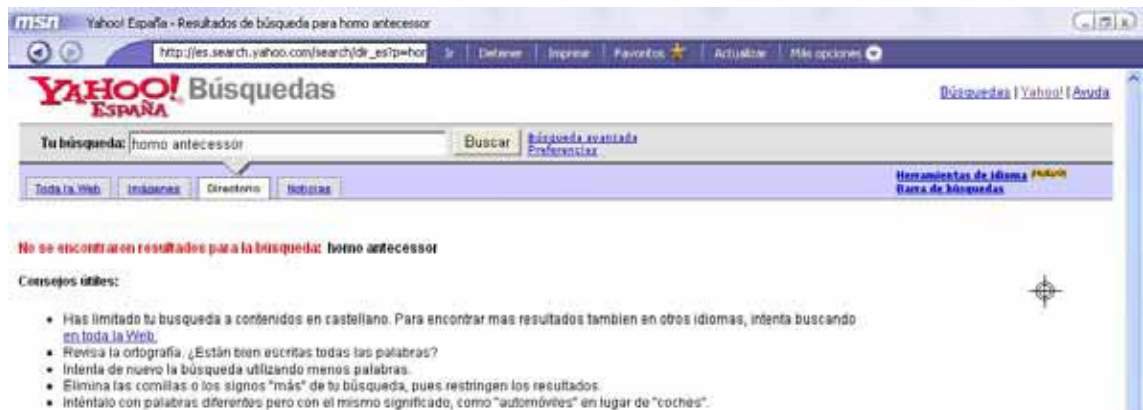 msn Yahoo! España - Resultados de búsqueda para homo antecessor
http://es.search.yahoo.com/search/dir_es?p=hor Ir Detener Imprimir Favoritos Actualizar Más opciones
YAHOO! ESPAÑA Búsquedas
Búsquedas | Yahoo! | Ayuda
Tu búsqueda: homo antecessor Buscar Búsqueda avanzada
Preferencias
Toda la Web Imágenes Directorio Noticias
Herramientas de idioma
Barra de búsquedas
No se encontraron resultados para la búsqueda: homo antecessor
Consejos útiles:
• Has limitado tu busqueda a contenidos en castellano. Para encontrar mas resultados tambien en otros idiomas, intenta buscando
en toda la Web.
• Revisa la ortografía. ¿Están bien escritas todas las palabras?
• Intenta de nuevo la búsqueda utilizando menos palabras.
• Elimina las comillas o los signos "más" de tu búsqueda, pues restringen los resultados.
• Inténtalo con palabras diferentes pero con el mismo significado, como "automóviles" en lugar de "coches".